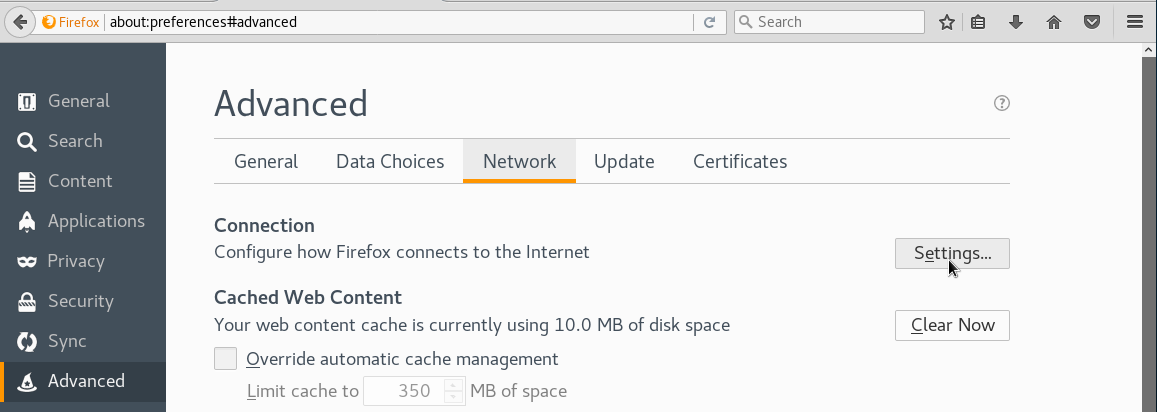 Firefox about:preferences#advanced Search
General
Search
Content
Applications
Privacy
Security
Sync
Advanced
Advanced ?
General Data Choices Network Update Certificates
Connection
Configure how Firefox connects to the Internet Settings...
Cached Web Content
Your web content cache is currently using 10.0 MB of disk space Clear Now
Override automatic cache management
Limit cache to 350 MB of space